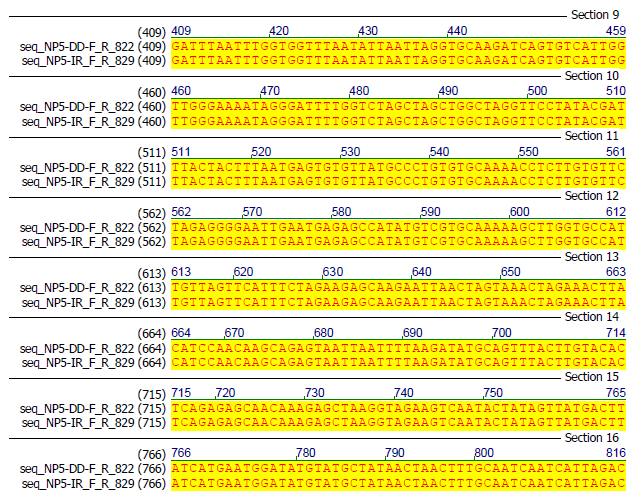 Section 9
(409) 409 420 430 440 459
seq_NP5-DD-F_R_822 (409) GATTTAATTTGGTGGTTTAATATTAATTAGGTGCAAGATCAGTGTCATTGG
seq_NP5-IR_F_R_829 (409) GATTTAATTTGGTGGTTTAATATTAATTAGGTGCAAGATCAGTGTCATTGG
Section 10
(460) 460 470 480 490 500 510
seq_NP5-DD-F_R_822 (460) TTGGGAAAATAGGGATTTTGGTCTAGCTAGCTGGCTAGGTTCCTATACGAT
seq_NP5-IR_F_R_829 (460) TTGGGAAAATAGGGATTTTGGTCTAGCTAGCTGGCTAGGTTCCTATACGAT
Section 11
(511) 511 520 530 540 550 561
seq_NP5-DD-F_R_822 (511) TTACTACTTTAATGAGTGTGTTATGCCCTGTGTGCAAAACCTCTTGTGTTC
seq_NP5-IR_F_R_829 (511) TTACTACTTTAATGAGTGTGTTATGCCCTGTGTGCAAAACCTCTTGTGTTC
Section 12
(562) 562 570 580 590 600 612
seq_NP5-DD-F_R_822 (562) TAGAGGGGAATTGAATGAGAGCCATATGTCGTGCAAAAAGCTTGGTGCCAT
seq_NP5-IR_F_R_829 (562) TAGAGGGGAATTGAATGAGAGCCATATGTCGTGCAAAAAGCTTGGTGCCAT
Section 13
(613) 613 620 630 640 650 663
seq_NP5-DD-F_R_822 (613) TGTTAGTTCATTTCTAGAAGAGCAAGAATTAACTAGTAAACTAGAAACTTA
seq_NP5-IR_F_R_829 (613) TGTTAGTTCATTTCTAGAAGAGCAAGAATTAACTAGTAAACTAGAAACTTA
Section 14
(664) 664 670 680 690 700 714
seq_NP5-DD-F_R_822 (664) CATCCAACAAGCAGAGTAATTAATTTTAAGATATGCAGTTTACTTGTACAC
seq_NP5-IR_F_R_829 (664) CATCCAACAAGCAGAGTAATTAATTTTAAGATATGCAGTTTACTTGTACAC
Section 15
(715) 715 720 730 740 750 765
seq_NP5-DD-F_R_822 (715) TCAGAGAGCAACAAAGAGCTAAGGTAGAAGTCAATACTATAGTTATGACTT
seq_NP5-IR_F_R_829 (715) TCAGAGAGCAACAAAGAGCTAAGGTAGAAGTCAATACTATAGTTATGACTT
Section 16
(766) 766 780 790 800 816
seq_NP5-DD-F_R_822 (766) ATCATGAATGGATATGTATGCTATAACTAACTTTGCAATCAATCATTAGAC
seq_NP5-IR_F_R_829 (766) ATCATGAATGGATATGTATGCTATAACTAACTTTGCAATCAATCATTAGAC